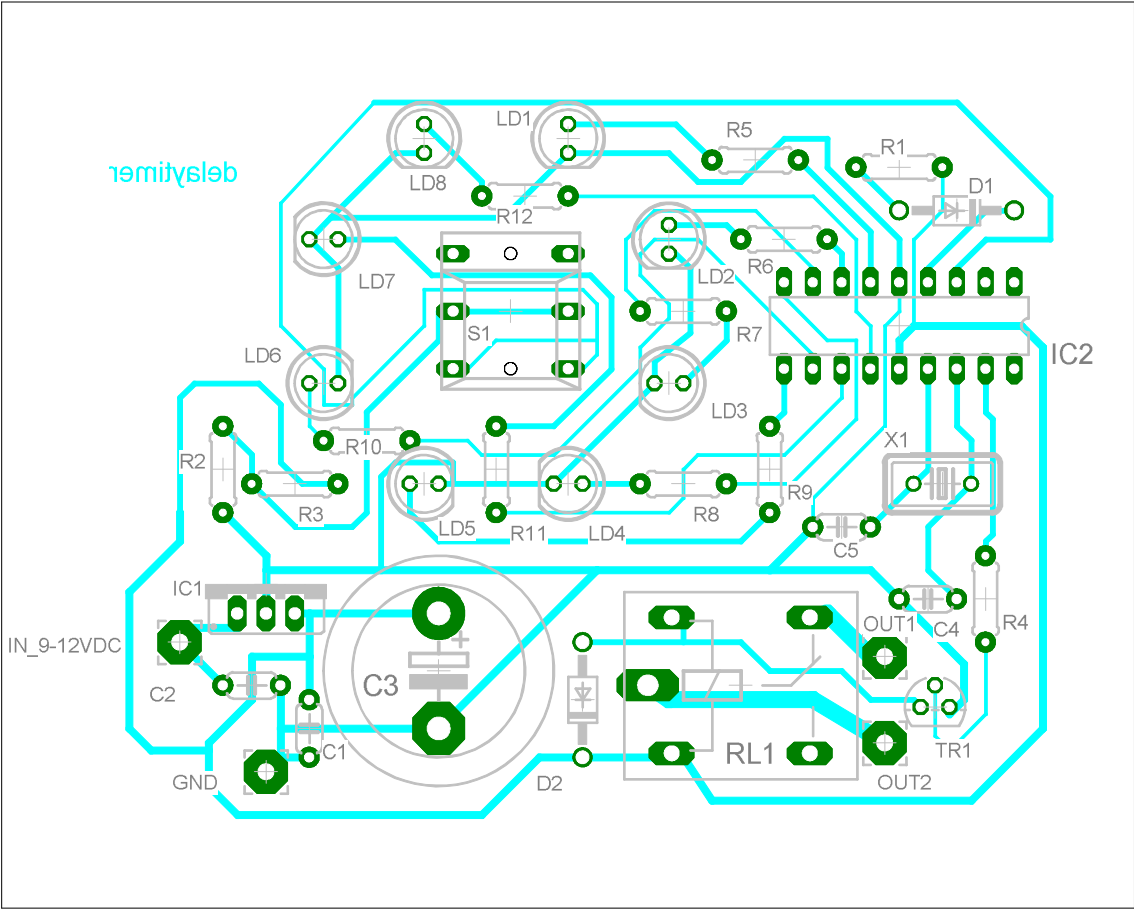 LD1
R5
R1
delaytimer
LD8
D1
R12
LD7
LD2
R6
S1
R7
IC2
LD6
LD3
R10
X1
R2
R9
R3
LD5
R11
LD4
R8
C5
IC1
IN_9-12VDC
OUT1
C4
R4
C2
C3
+
C1
RL1
TR1
GND
D2
OUT2